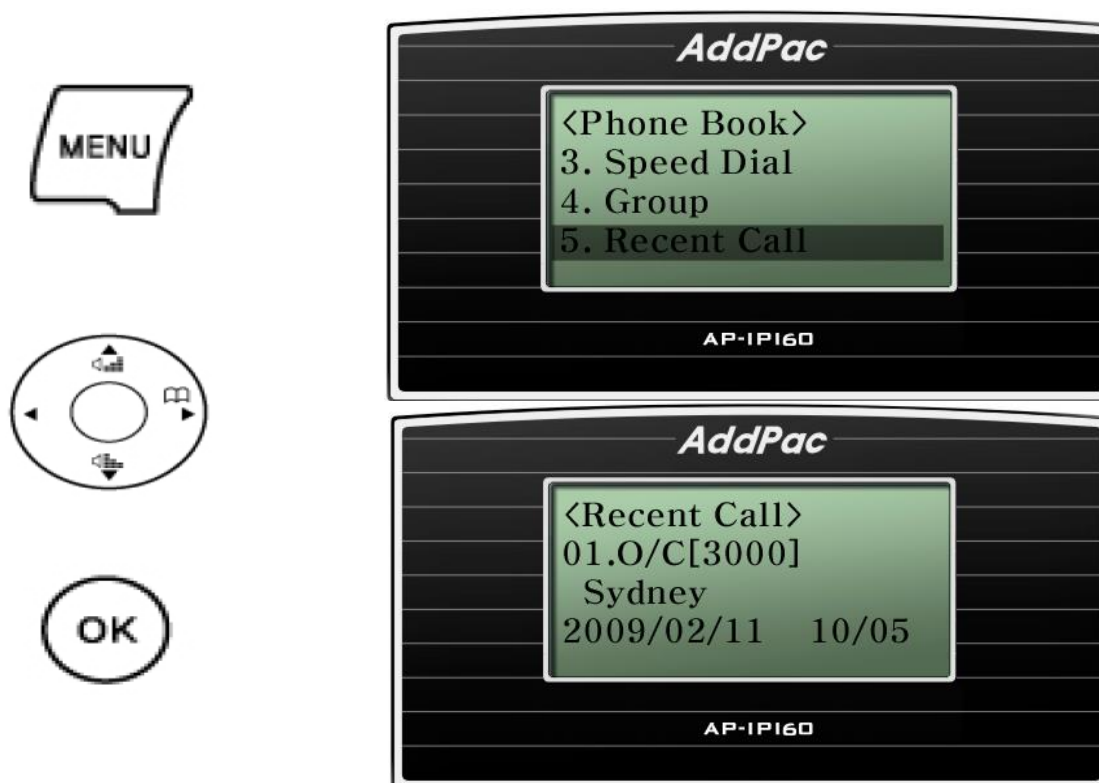 MENU
AddPac
<Phone Book>
3. Speed Dial
4. Group
5. Recent Call
AP-IP160
OK
AddPac
<Recent Call>
01.O/C[3000]
Sydney
2009/02/11 10/05
AP-IP160